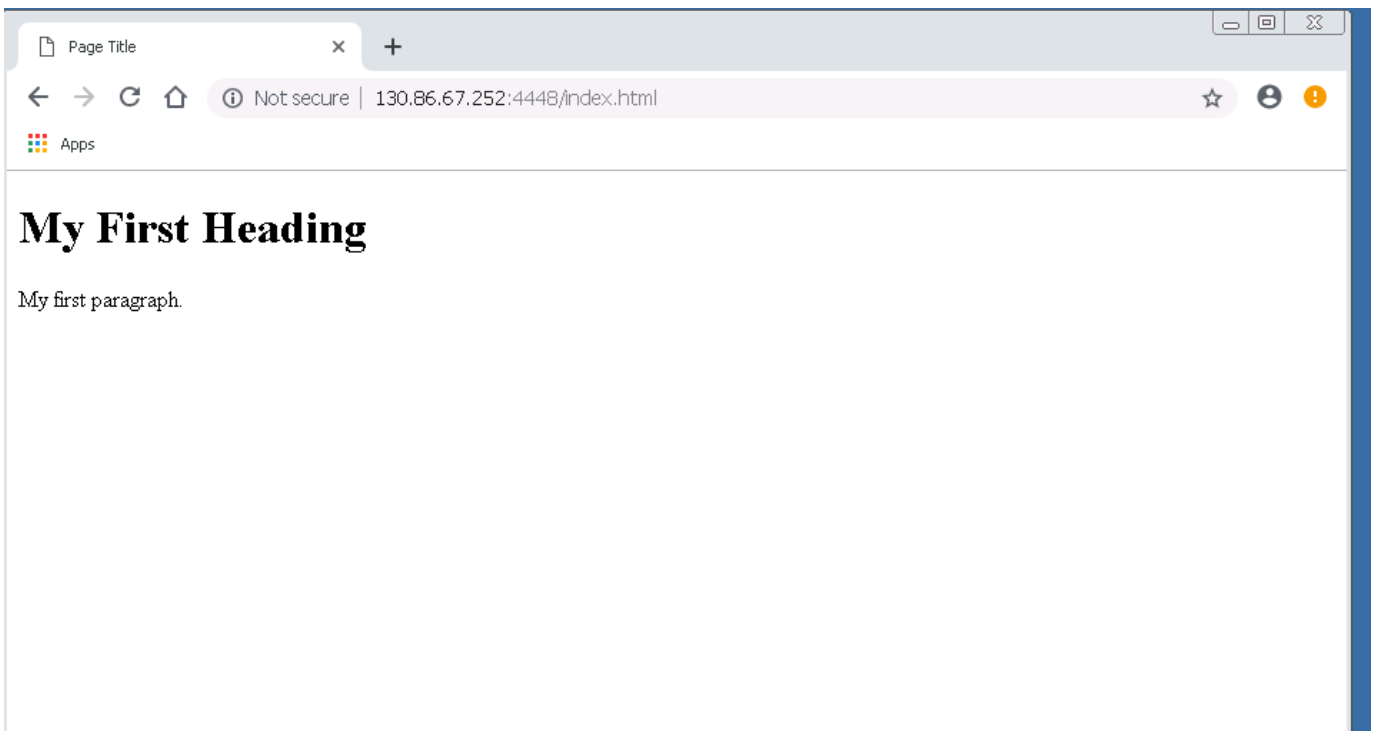 Page Title
Not secure | 130.86.67.252:4448/index.html
Apps
My First Heading
My first paragraph.